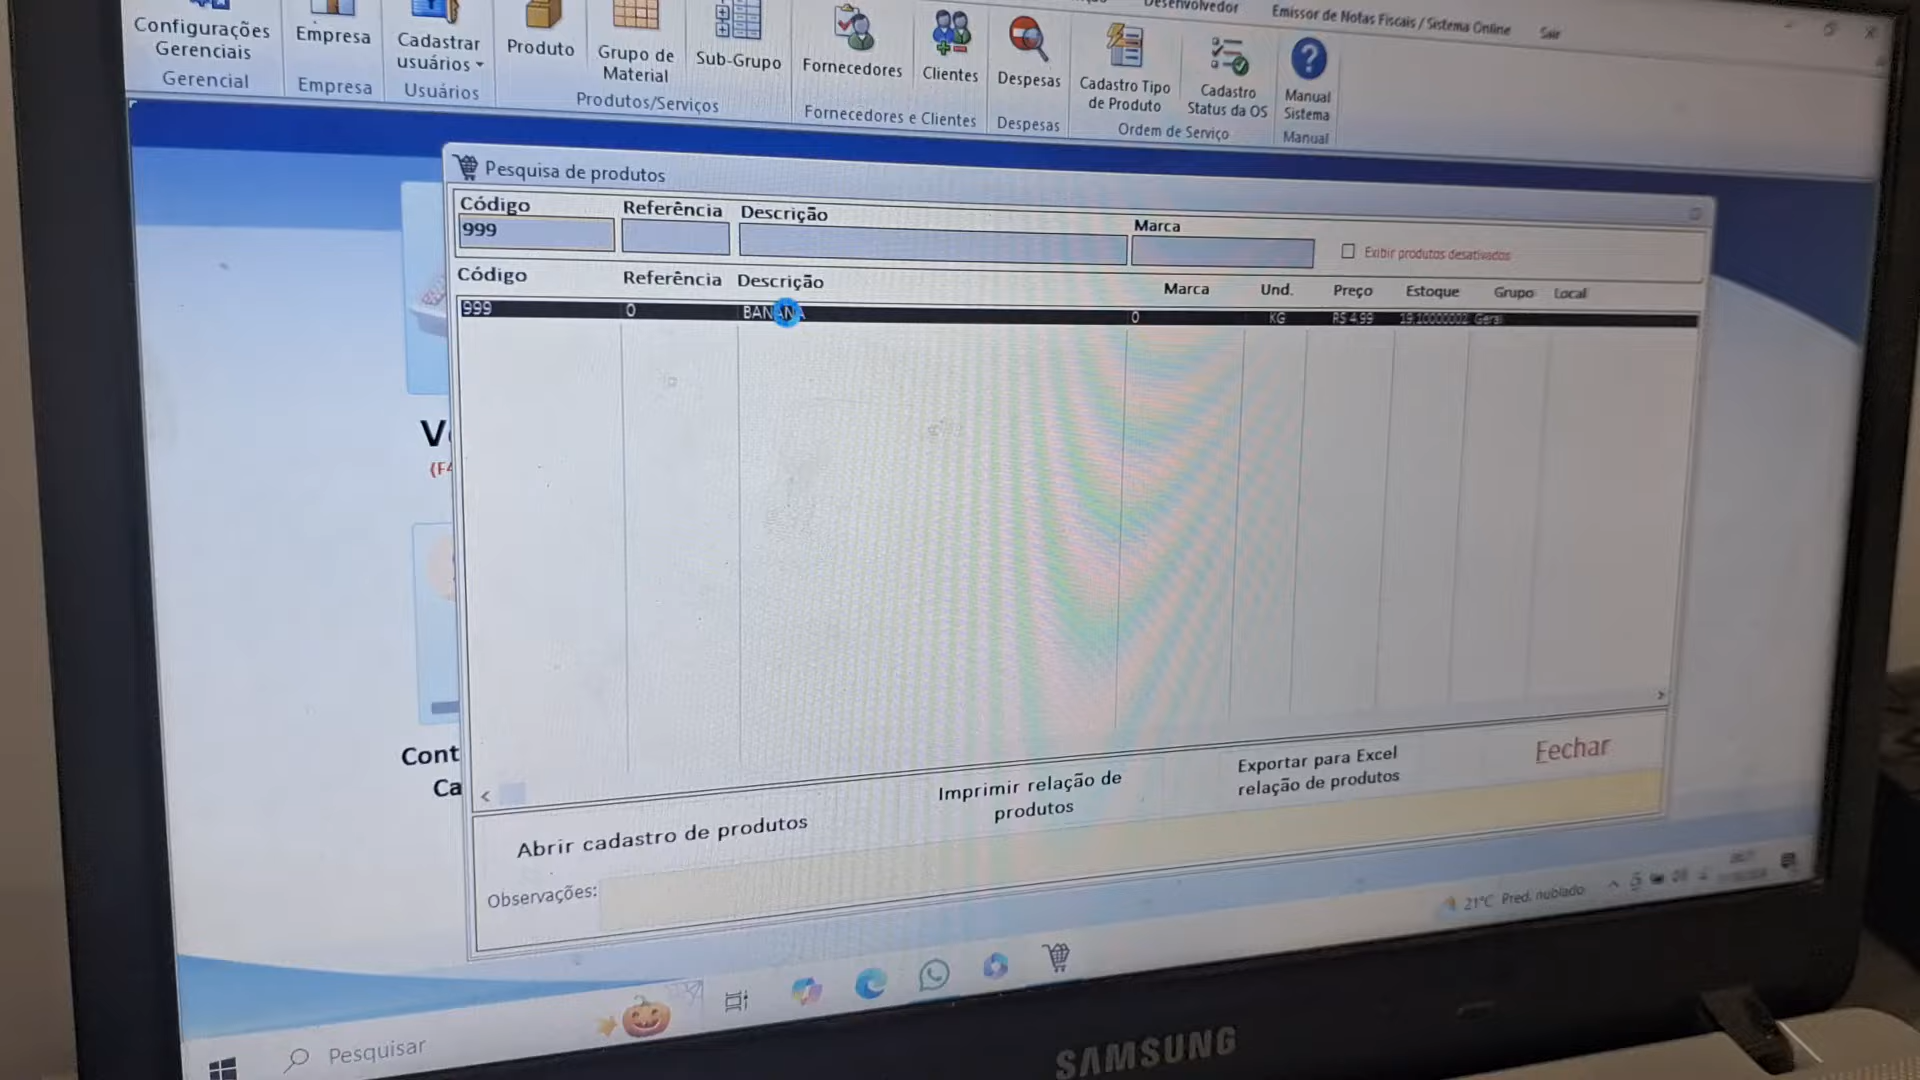 Desenvolvedor
Emissor de Notas Fiscais / Sistema Online
Sair
Configurações
Gerenciais
Empresa
Cadastrar
usuários
Produto
Grupo de
Material
Sub-Grupo
Fornecedores
Clientes
Despesas
Cadastro Tipo
de Produto
Cadastro
Status da OS
Manual
Sistema
Gerencial
Empresa
Usuários
Produtos/Serviços
Fornecedores e Clientes
Despesas
Ordem de Serviço
Manual
Pesquisa de produtos
Código
Referência
Descrição
Marca
999
Exibir produtos desativados
Código
Referência
Descrição
Marca
Und.
Preço
Estoque
Grupo
Local
999
0
BANANA
0
KG
R$ 4,99
19,10000002
Geral
(F4
Cont
Ca
Abrir cadastro de produtos
Imprimir relação de
produtos
Exportar para Excel
relação de produtos
Fechar
Observações:
21°C Pred. nublado
Pesquisar
SAMSUNG